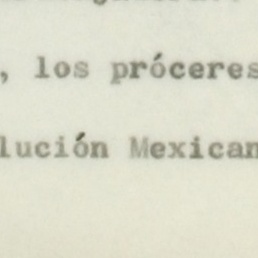 , los próceres
lución Mexican